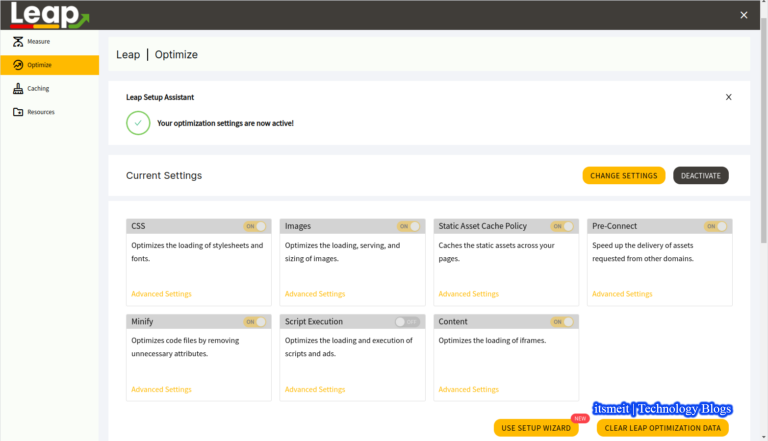 Leap
Measure
Optimize
Caching
Resources
Leap | Optimize
Leap Setup Assistant
Your optimization settings are now active!
Current Settings
CHANGE SETTINGS
DEACTIVATE
CSS ON
Optimizes the loading of stylesheets and
fonts.
Advanced Settings
Images ON
Optimizes the loading, serving, and
sizing of images.
Advanced Settings
Static Asset Cache Policy ON
Caches the static assets across your
pages.
Advanced Settings
Pre-Connect ON
Speed up the delivery of assets
requested from other domains.
Advanced Settings
Minify ON
Optimizes code files by removing
unnecessary attributes.
Advanced Settings
Script Execution OFF
Optimizes the loading and execution of
scripts and ads.
Advanced Settings
Content ON
Optimizes the loading of iframes.
Advanced Settings
itsmeit | Technology Blogs
NEW
USE SETUP WIZARD
CLEAR LEAP OPTIMIZATION DATA